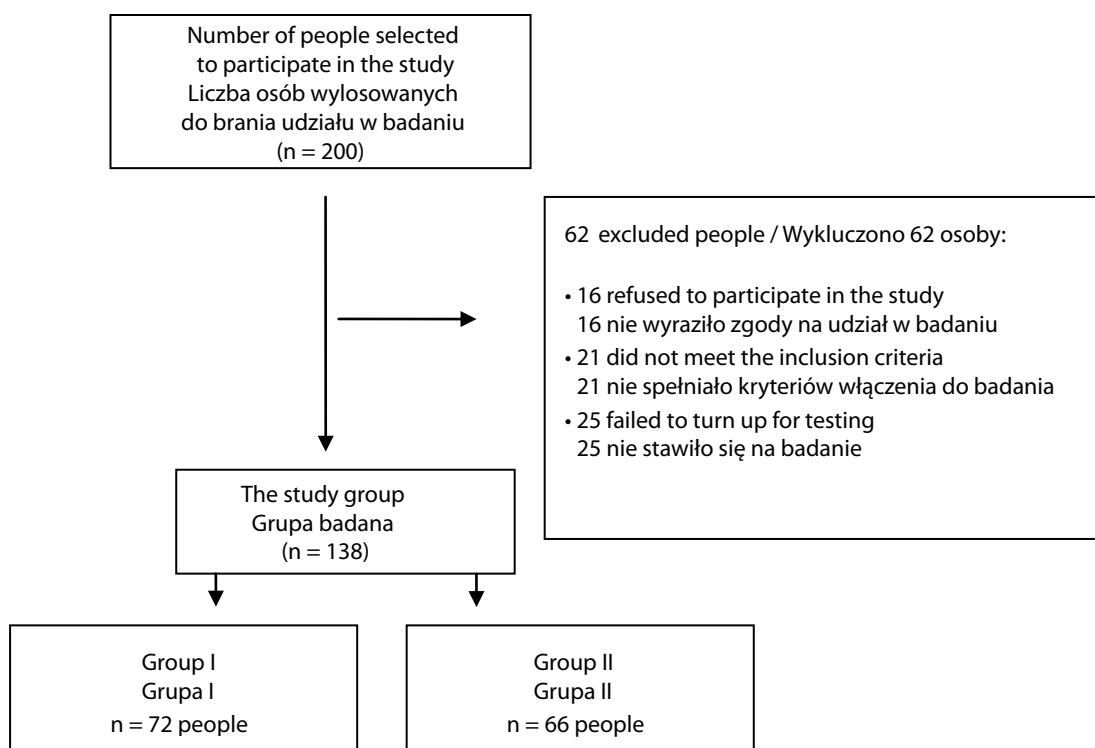 Number of people selected
to participate in the study
Liczba osób wylosowanych
do brania udziału w badaniu
(n = 200)
62 excluded people / Wykluczono 62 osoby:
• 16 refused to participate in the study
16 nie wyraziło zgody na udział w badaniu
• 21 did not meet the inclusion criteria
21 nie spełniało kryteriów włączenia do badania
• 25 failed to turn up for testing
25 nie stawiło się na badanie
The study group
Grupa badana
(n = 138)
Group I
Grupa I
n = 72 people
Group II
Grupa II
n = 66 people